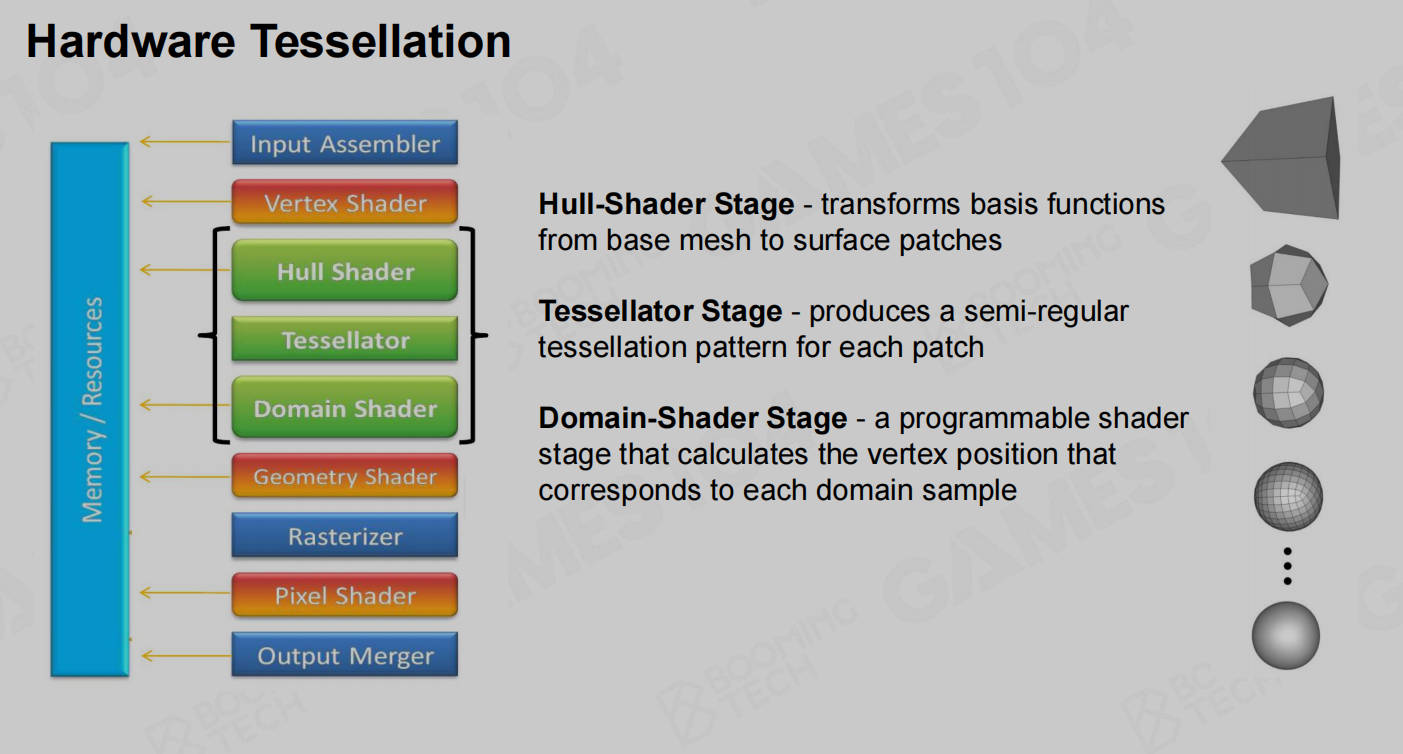 Hardware Tessellation
Memory / Resources
Input Assembler
Vertex Shader
Hull Shader
Tessellator
Domain Shader
Geometry Shader
Rasterizer
Pixel Shader
Output Merger
Hull-Shader Stage - transforms basis functions
from base mesh to surface patches
Tessellator Stage - produces a semi-regular
tessellation pattern for each patch
Domain-Shader Stage - a programmable shader
stage that calculates the vertex position that
corresponds to each domain sample
GAMES104
BOOMING
TECH